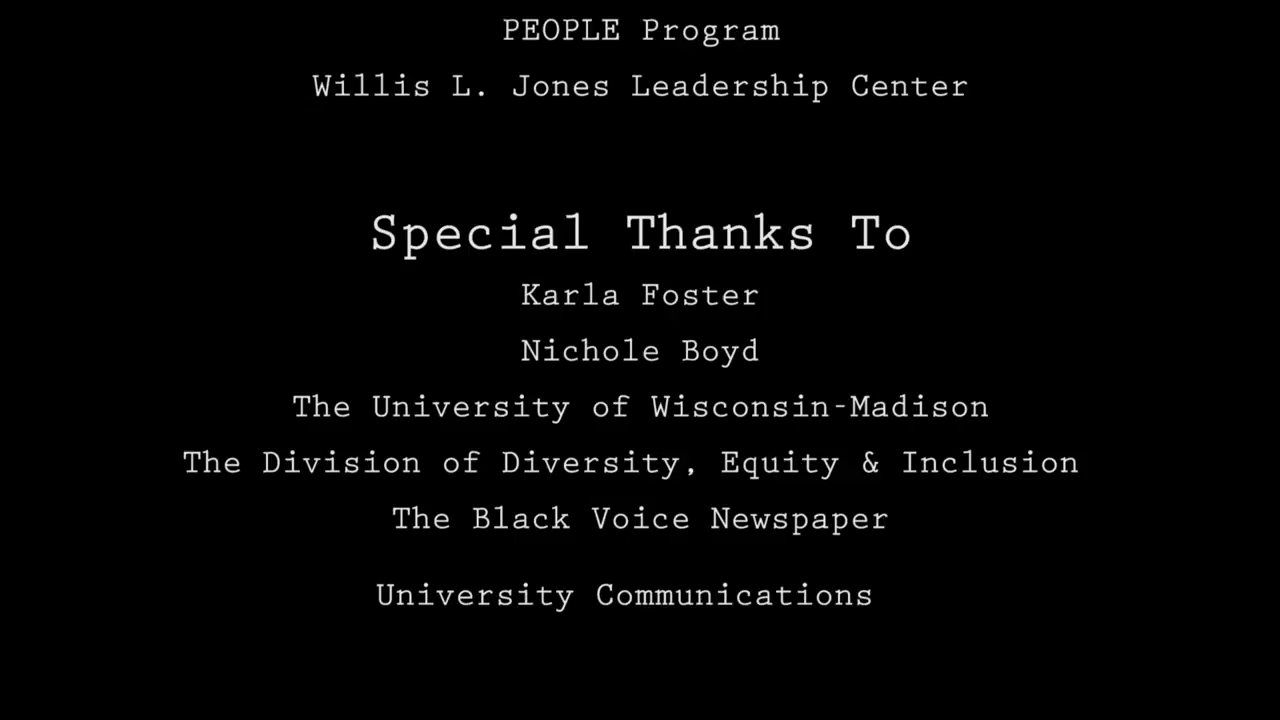 PEOPLE Program
Willis L. Jones Leadership Center
Special Thanks To
Karla Foster
Nichole Boyd
The University of Wisconsin-Madison
The Division of Diversity, Equity & Inclusion
The Black Voice Newspaper
University Communications